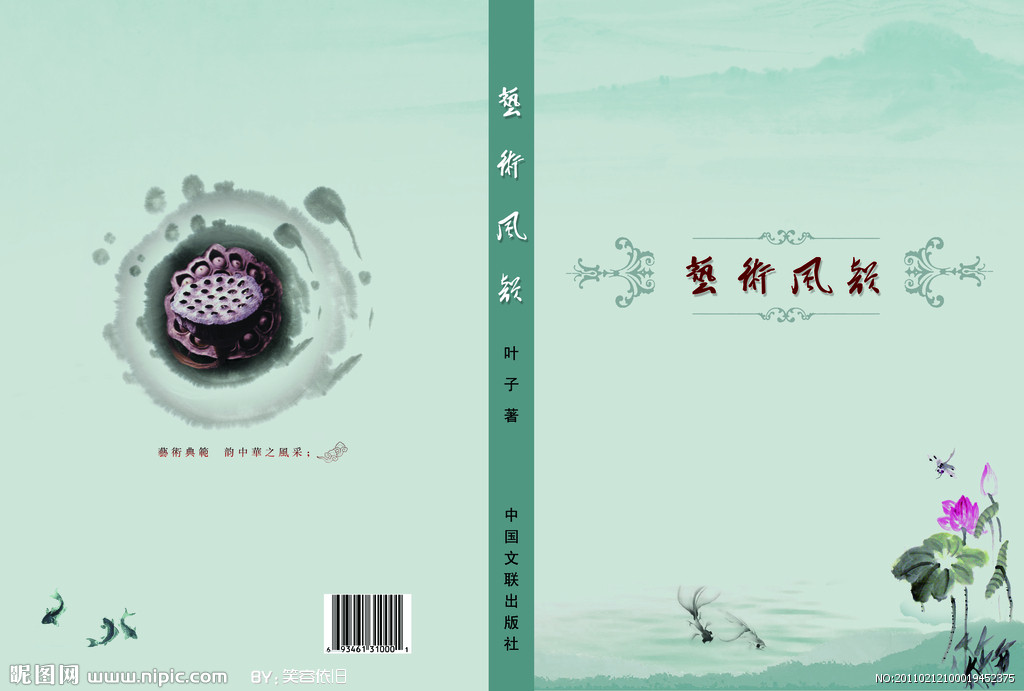 藝術典範 韵中華之風采；
6 93461 31000 1
昵图网 www.nipic.com
BY：笑容依旧
藝術风韻
叶子著
中国文联出版社
藝術风韻
NO:20110212100019452375